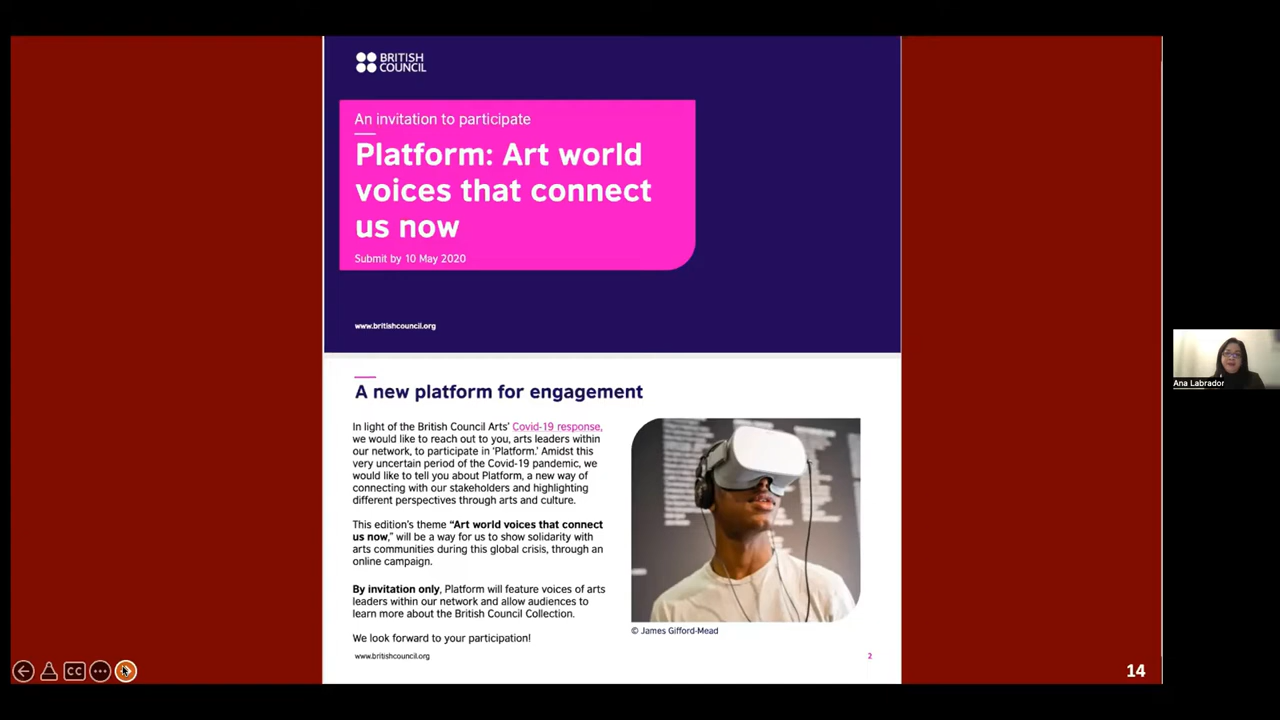 BRITISH
COUNCIL
An invitation to participate
Platform: Art world
voices that connect
us now
Submit by 10 May 2020
www.britishcouncil.org
A new platform for engagement
In light of the British Council Arts' Covid-19 response,
we would like to reach out to you, arts leaders within
our network, to participate in 'Platform.' Amidst this
very uncertain period of the Covid-19 pandemic, we
would like to tell you about Platform, a new way of
connecting with our stakeholders and highlighting
different perspectives through arts and culture.
This edition's theme "Art world voices that connect
us now," will be a way for us to show solidarity with
arts communities during this global crisis, through an
online campaign.
By invitation only, Platform will feature voices of arts
leaders within our network and allow audiences to
learn more about the British Council Collection.
We look forward to your participation!
© James Gifford-Mead
www.britishcouncil.org
2
CC
14
Ana Labrador